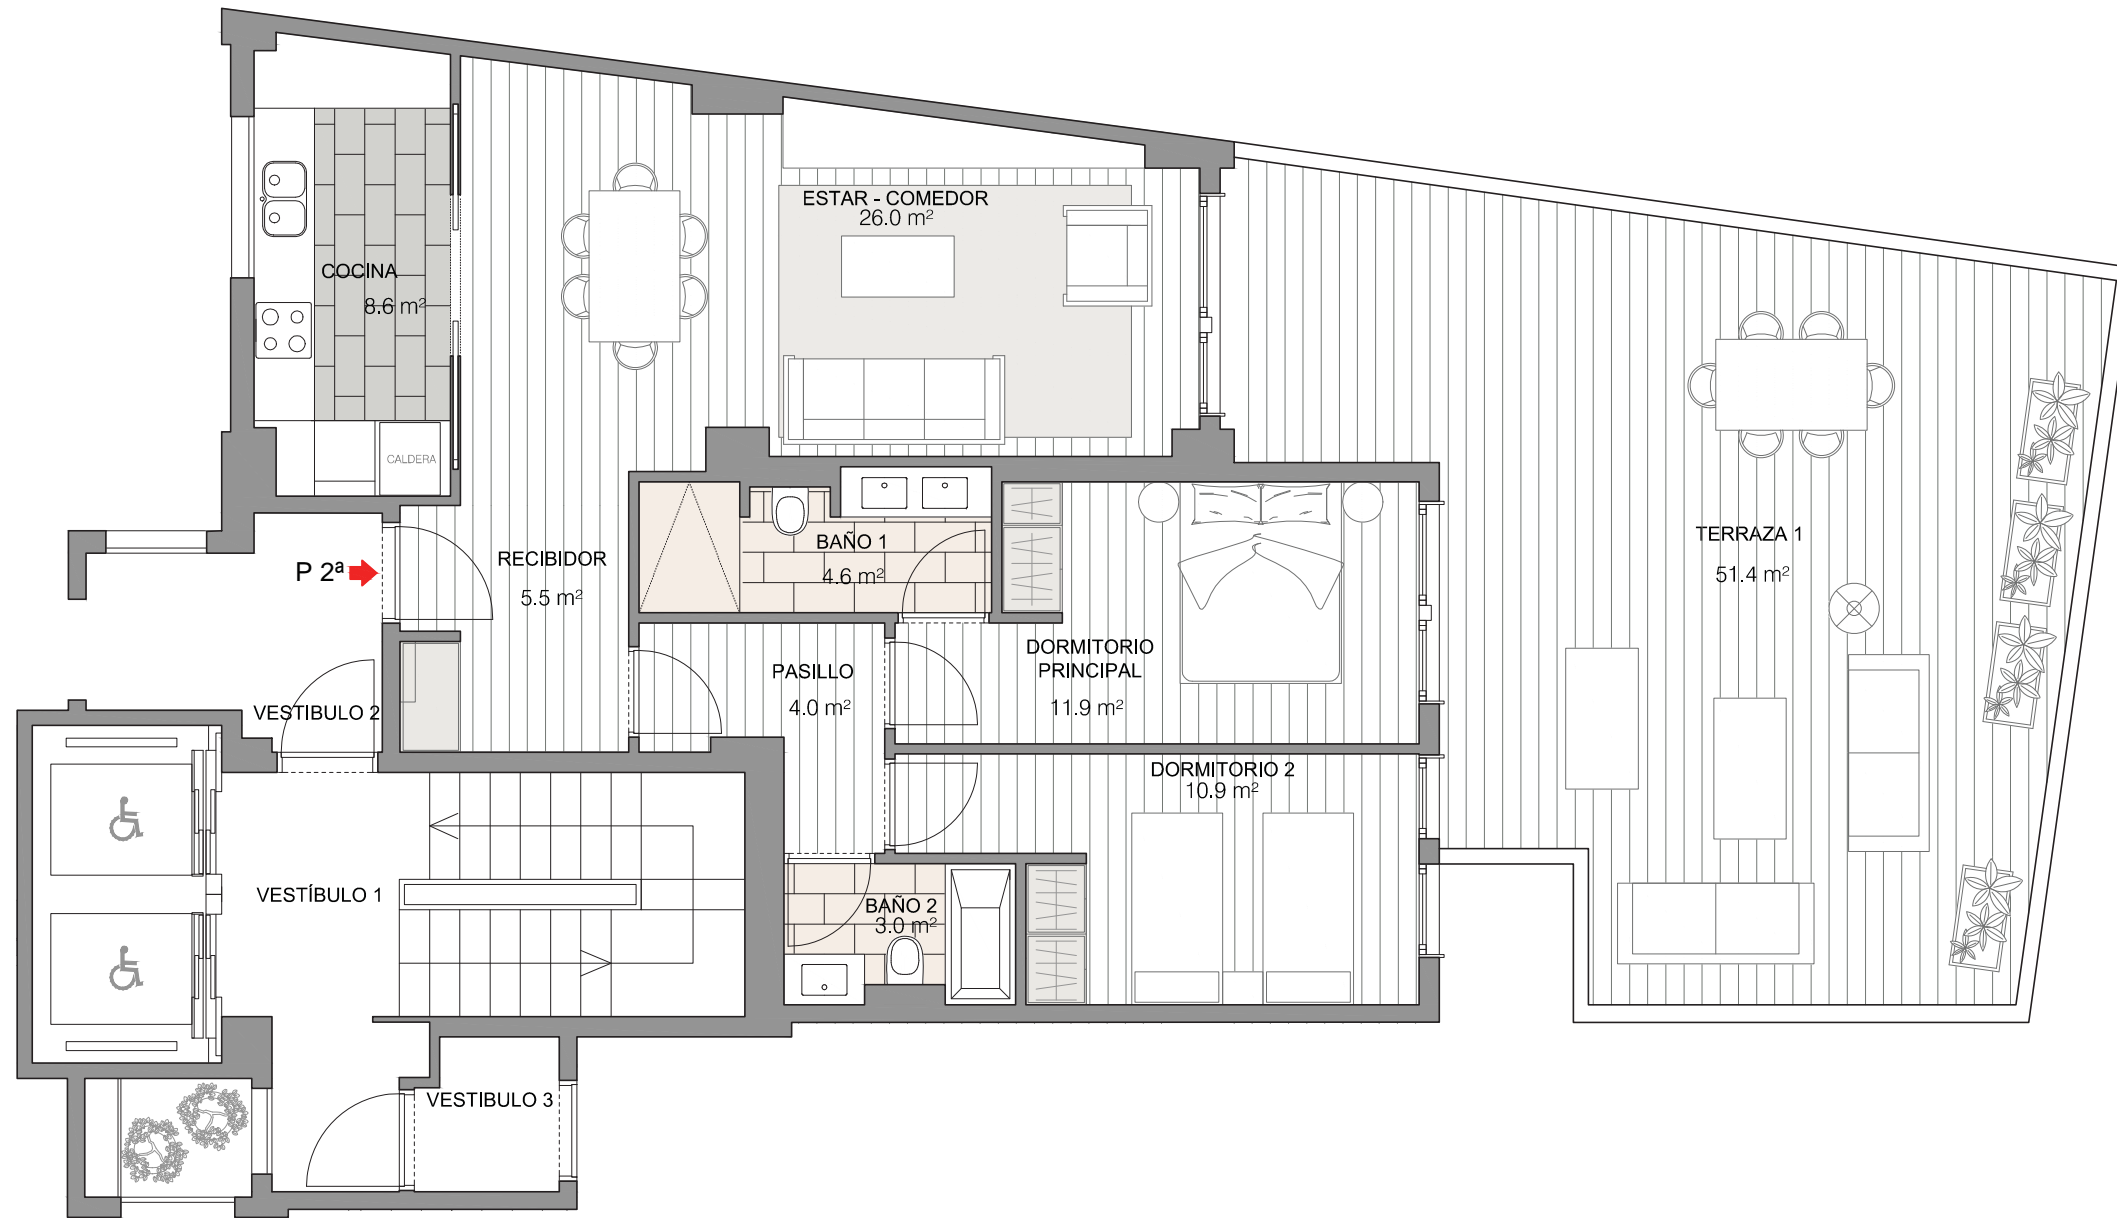 ESTAR - COMEDOR
26.0 m²
COCINA
8.6 m²
CALDERA
RECIBIDOR
5.5 m²
P 2ª
BAÑO 1
4.6 m²
TERRAZA 1
51.4 m²
DORMITORIO
PRINCIPAL
11.9 m²
PASILLO
4.0 m²
VESTIBULO 2
DORMITORIO 2
10.9 m²
VESTÍBULO 1
BAÑO 2
3.0 m²
VESTIBULO 3